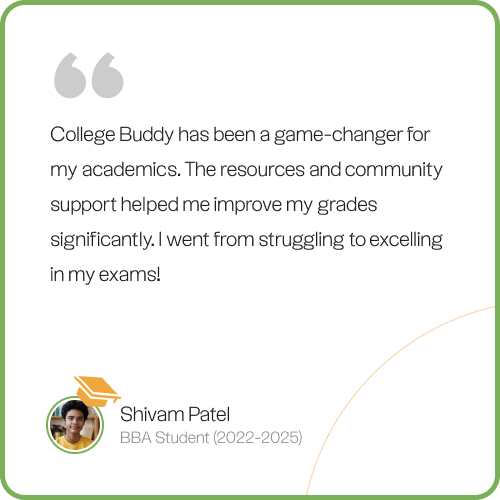 College Buddy has been a game-changer for
my academics. The resources and community
support helped me improve my grades
significantly. I went from struggling to excelling
in my exams!
Shivam Patel
BBA Student (2022-2025)